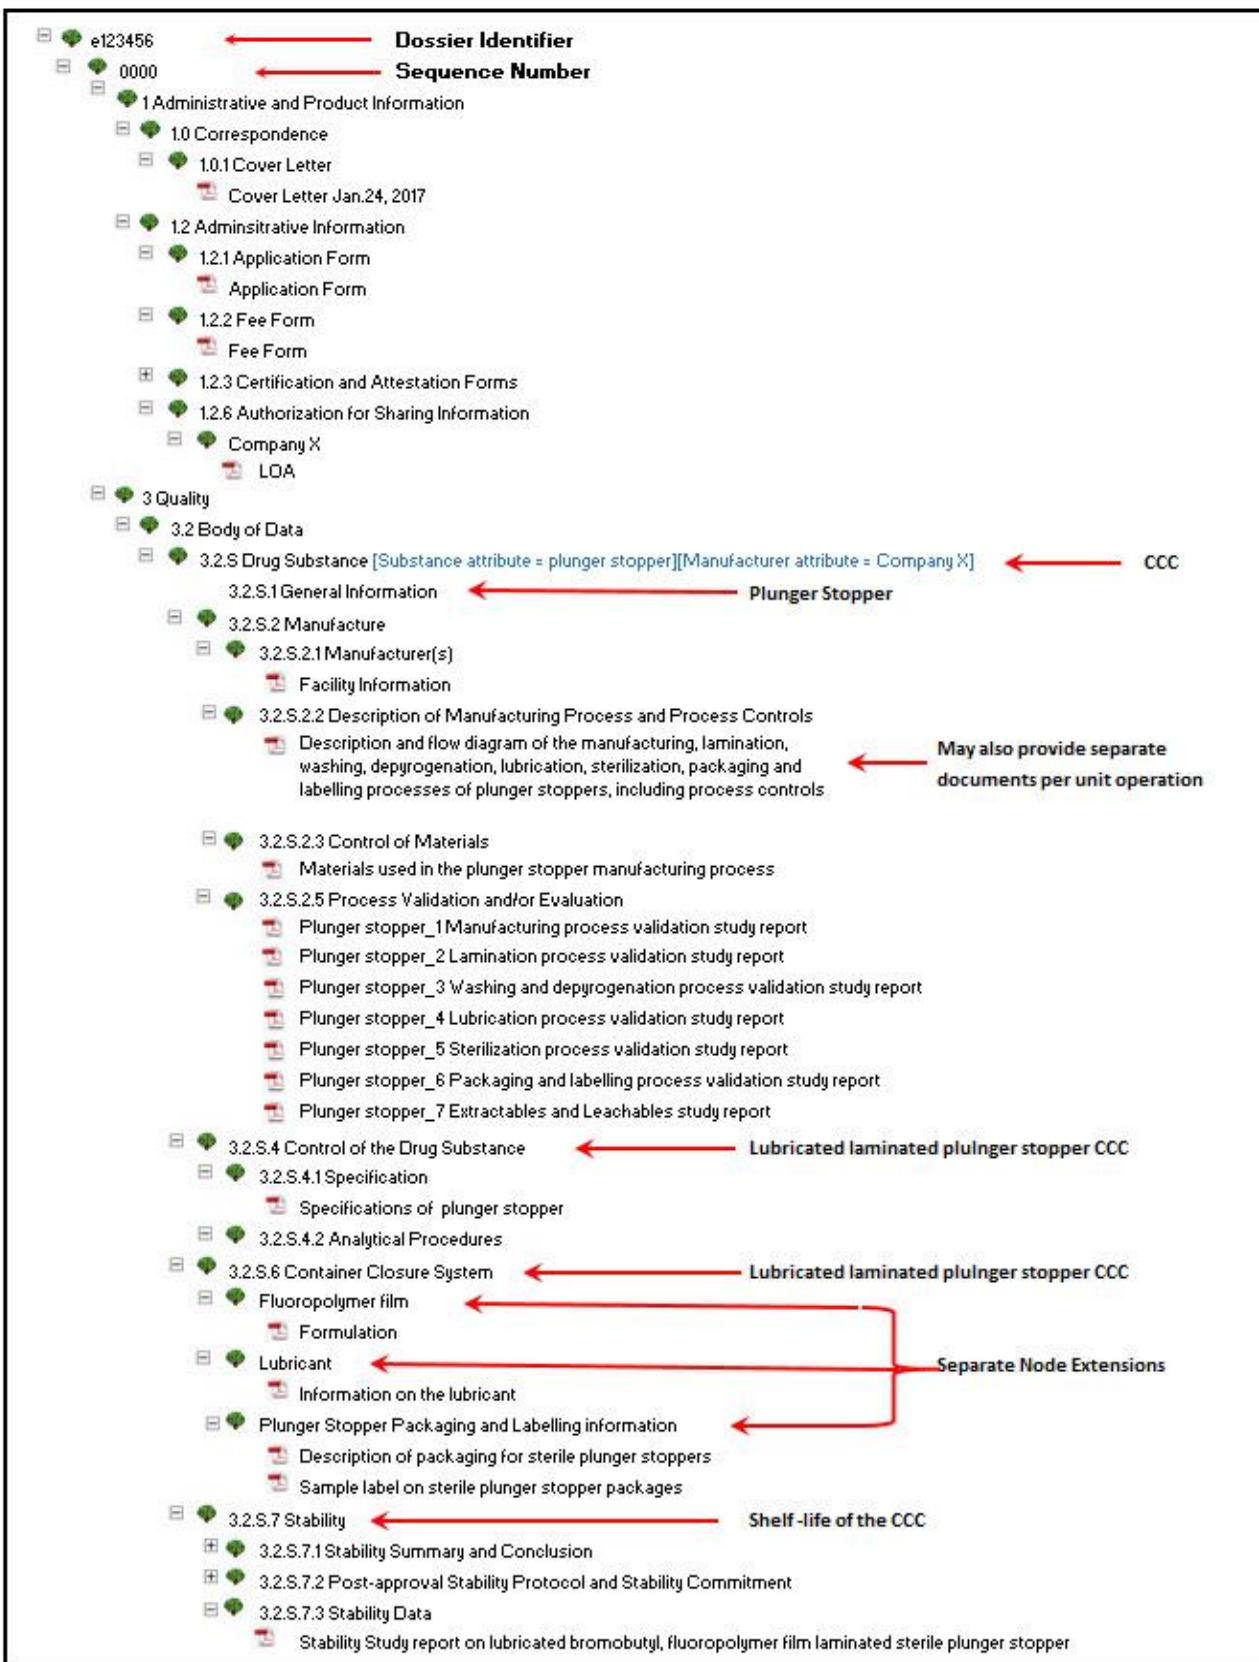 e123456 Dossier Identifier
0000 Sequence Number
1 Administrative and Product Information
1.0 Correspondence
1.0.1 Cover Letter
Cover Letter Jan.24, 2017
1.2 Adminsitrative Information
1.2.1 Application Form
Application Form
1.2.2 Fee Form
Fee Form
1.2.3 Certification and Attestation Forms
1.2.6 Authorization for Sharing Information
Company X
LOA
3 Quality
3.2 Body of Data
3.2.S Drug Substance [Substance attribute = plunger stopper][Manufacturer attribute = Company X] CCC
3.2.S.1 General Information Plunger Stopper
3.2.S.2 Manufacture
3.2.S.2.1 Manufacturer(s)
Facility Information
3.2.S.2.2 Description of Manufacturing Process and Process Controls
Description and flow diagram of the manufacturing, lamination,
washing, depyrogenation, lubrication, sterilization, packaging and
labelling processes of plunger stoppers, including process controls
May also provide separate
documents per unit operation
3.2.S.2.3 Control of Materials
Materials used in the plunger stopper manufacturing process
3.2.S.2.5 Process Validation and/or Evaluation
Plunger stopper_1 Manufacturing process validation study report
Plunger stopper_2 Lamination process validation study report
Plunger stopper_3 Washing and depyrogenation process validation study report
Plunger stopper_4 Lubrication process validation study report
Plunger stopper_5 Sterilization process validation study report
Plunger stopper_6 Packaging and labelling process validation study report
Plunger stopper_7 Extractables and Leachables study report
3.2.S.4 Control of the Drug Substance Lubricated laminated plulnger stopper CCC
3.2.S.4.1 Specification
Specifications of plunger stopper
3.2.S.4.2 Analytical Procedures
3.2.S.6 Container Closure System Lubricated laminated plulnger stopper CCC
Fluoropolymer film
Formulation
Lubricant Separate Node Extensions
Information on the lubricant
Plunger Stopper Packaging and Labelling information
Description of packaging for sterile plunger stoppers
Sample label on sterile plunger stopper packages
3.2.S.7 Stability Shelf -life of the CCC
3.2.S.7.1 Stability Summary and Conclusion
3.2.S.7.2 Post-approval Stability Protocol and Stability Commitment
3.2.S.7.3 Stability Data
Stability Study report on lubricated bromobutyl, fluoropolymer film laminated sterile plunger stopper